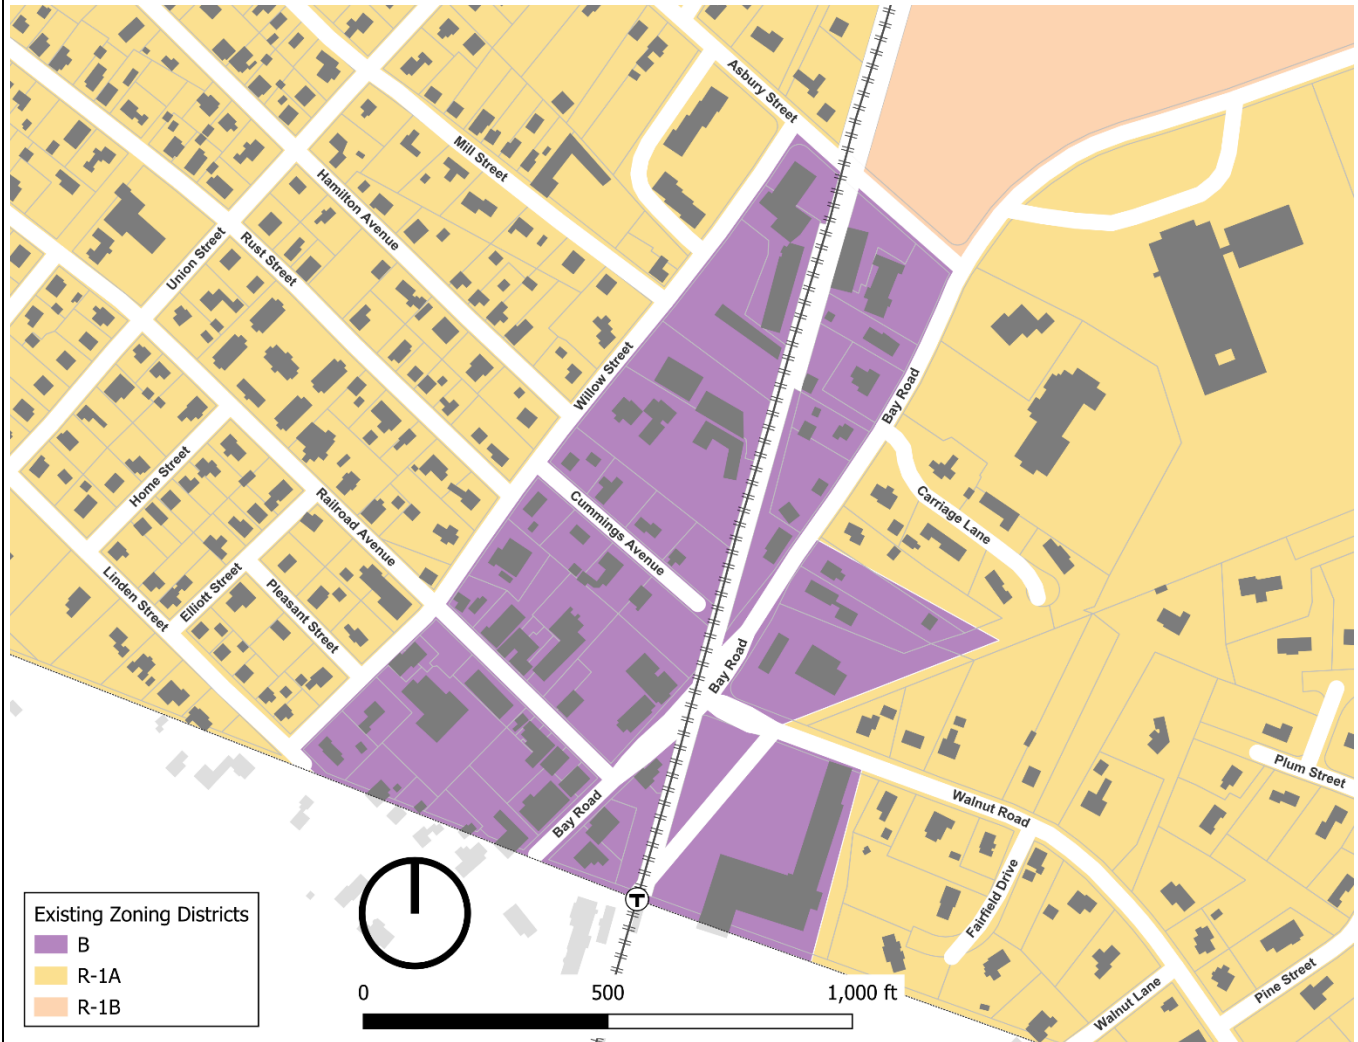 Asbury Street
Mill Street
Hamilton Avenue
Union Street
Rust Street
Willow Street
Bay Road
Home Street
Cummings Avenue
Carriage Lane
Railroad Avenue
Linden Street
Elliott Street
Pleasant Street
Bay Road
Plum Street
Bay Road
Walnut Road
Fairfield Drive
Walnut Lane
Pine Street
T
Existing Zoning Districts
B
R-1A
R-1B
0 500 1,000 ft